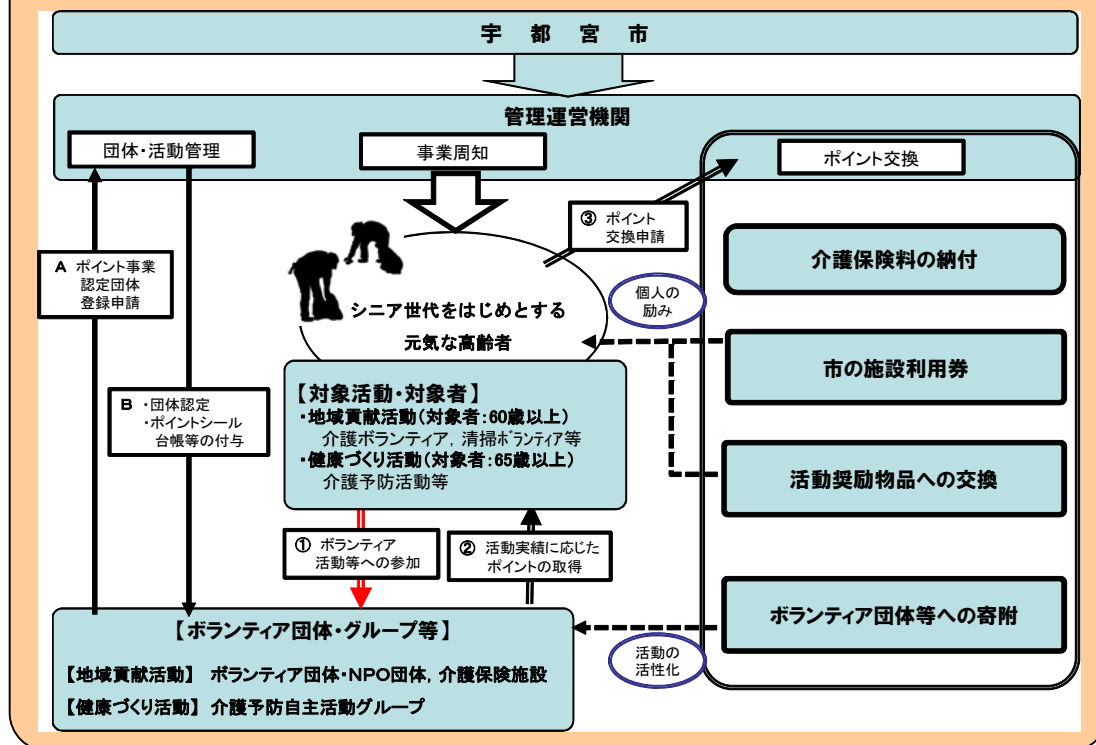 宇都宮市
管理運営機関
団体・活動管理
事業周知
ポイント交換
A ポイント事業
認定団体
登録申請
B ・団体認定
・ポイントシール
台帳等の付与
③ ポイント
交換申請
シニア世代をはじめとする
元気な高齢者
個人の
励み
介護保険料の納付
市の施設利用券
活動奨励物品への交換
ボランティア団体等への寄附
【対象活動・対象者】
・地域貢献活動(対象者:60歳以上)
介護ボランティア,清掃ボランティア等
・健康づくり活動(対象者:65歳以上)
介護予防活動等
① ボランティア
活動等への参加
② 活動実績に応じた
ポイントの取得
活動の
活性化
【ボランティア団体・グループ等】
【地域貢献活動】 ボランティア団体・NPO団体,介護保険施設
【健康づくり活動】 介護予防自主活動グループ